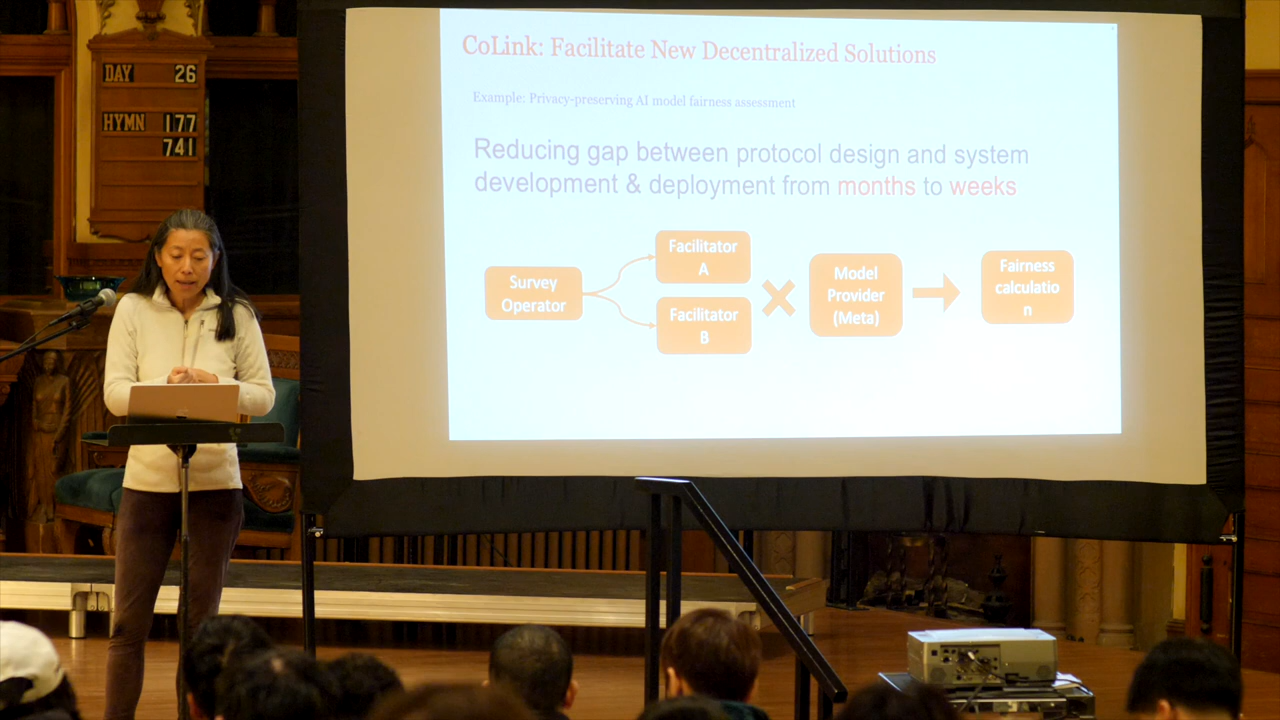 DAY 26
HYMN 177
741
CoLink: Facilitate New Decentralized Solutions
Example: Privacy-preserving AI model fairness assessment
Reducing gap between protocol design and system
development & deployment from months to weeks
Survey
Operator
Facilitator
A
Facilitator
B
Model
Provider
(Meta)
Fairness
calculatio
n